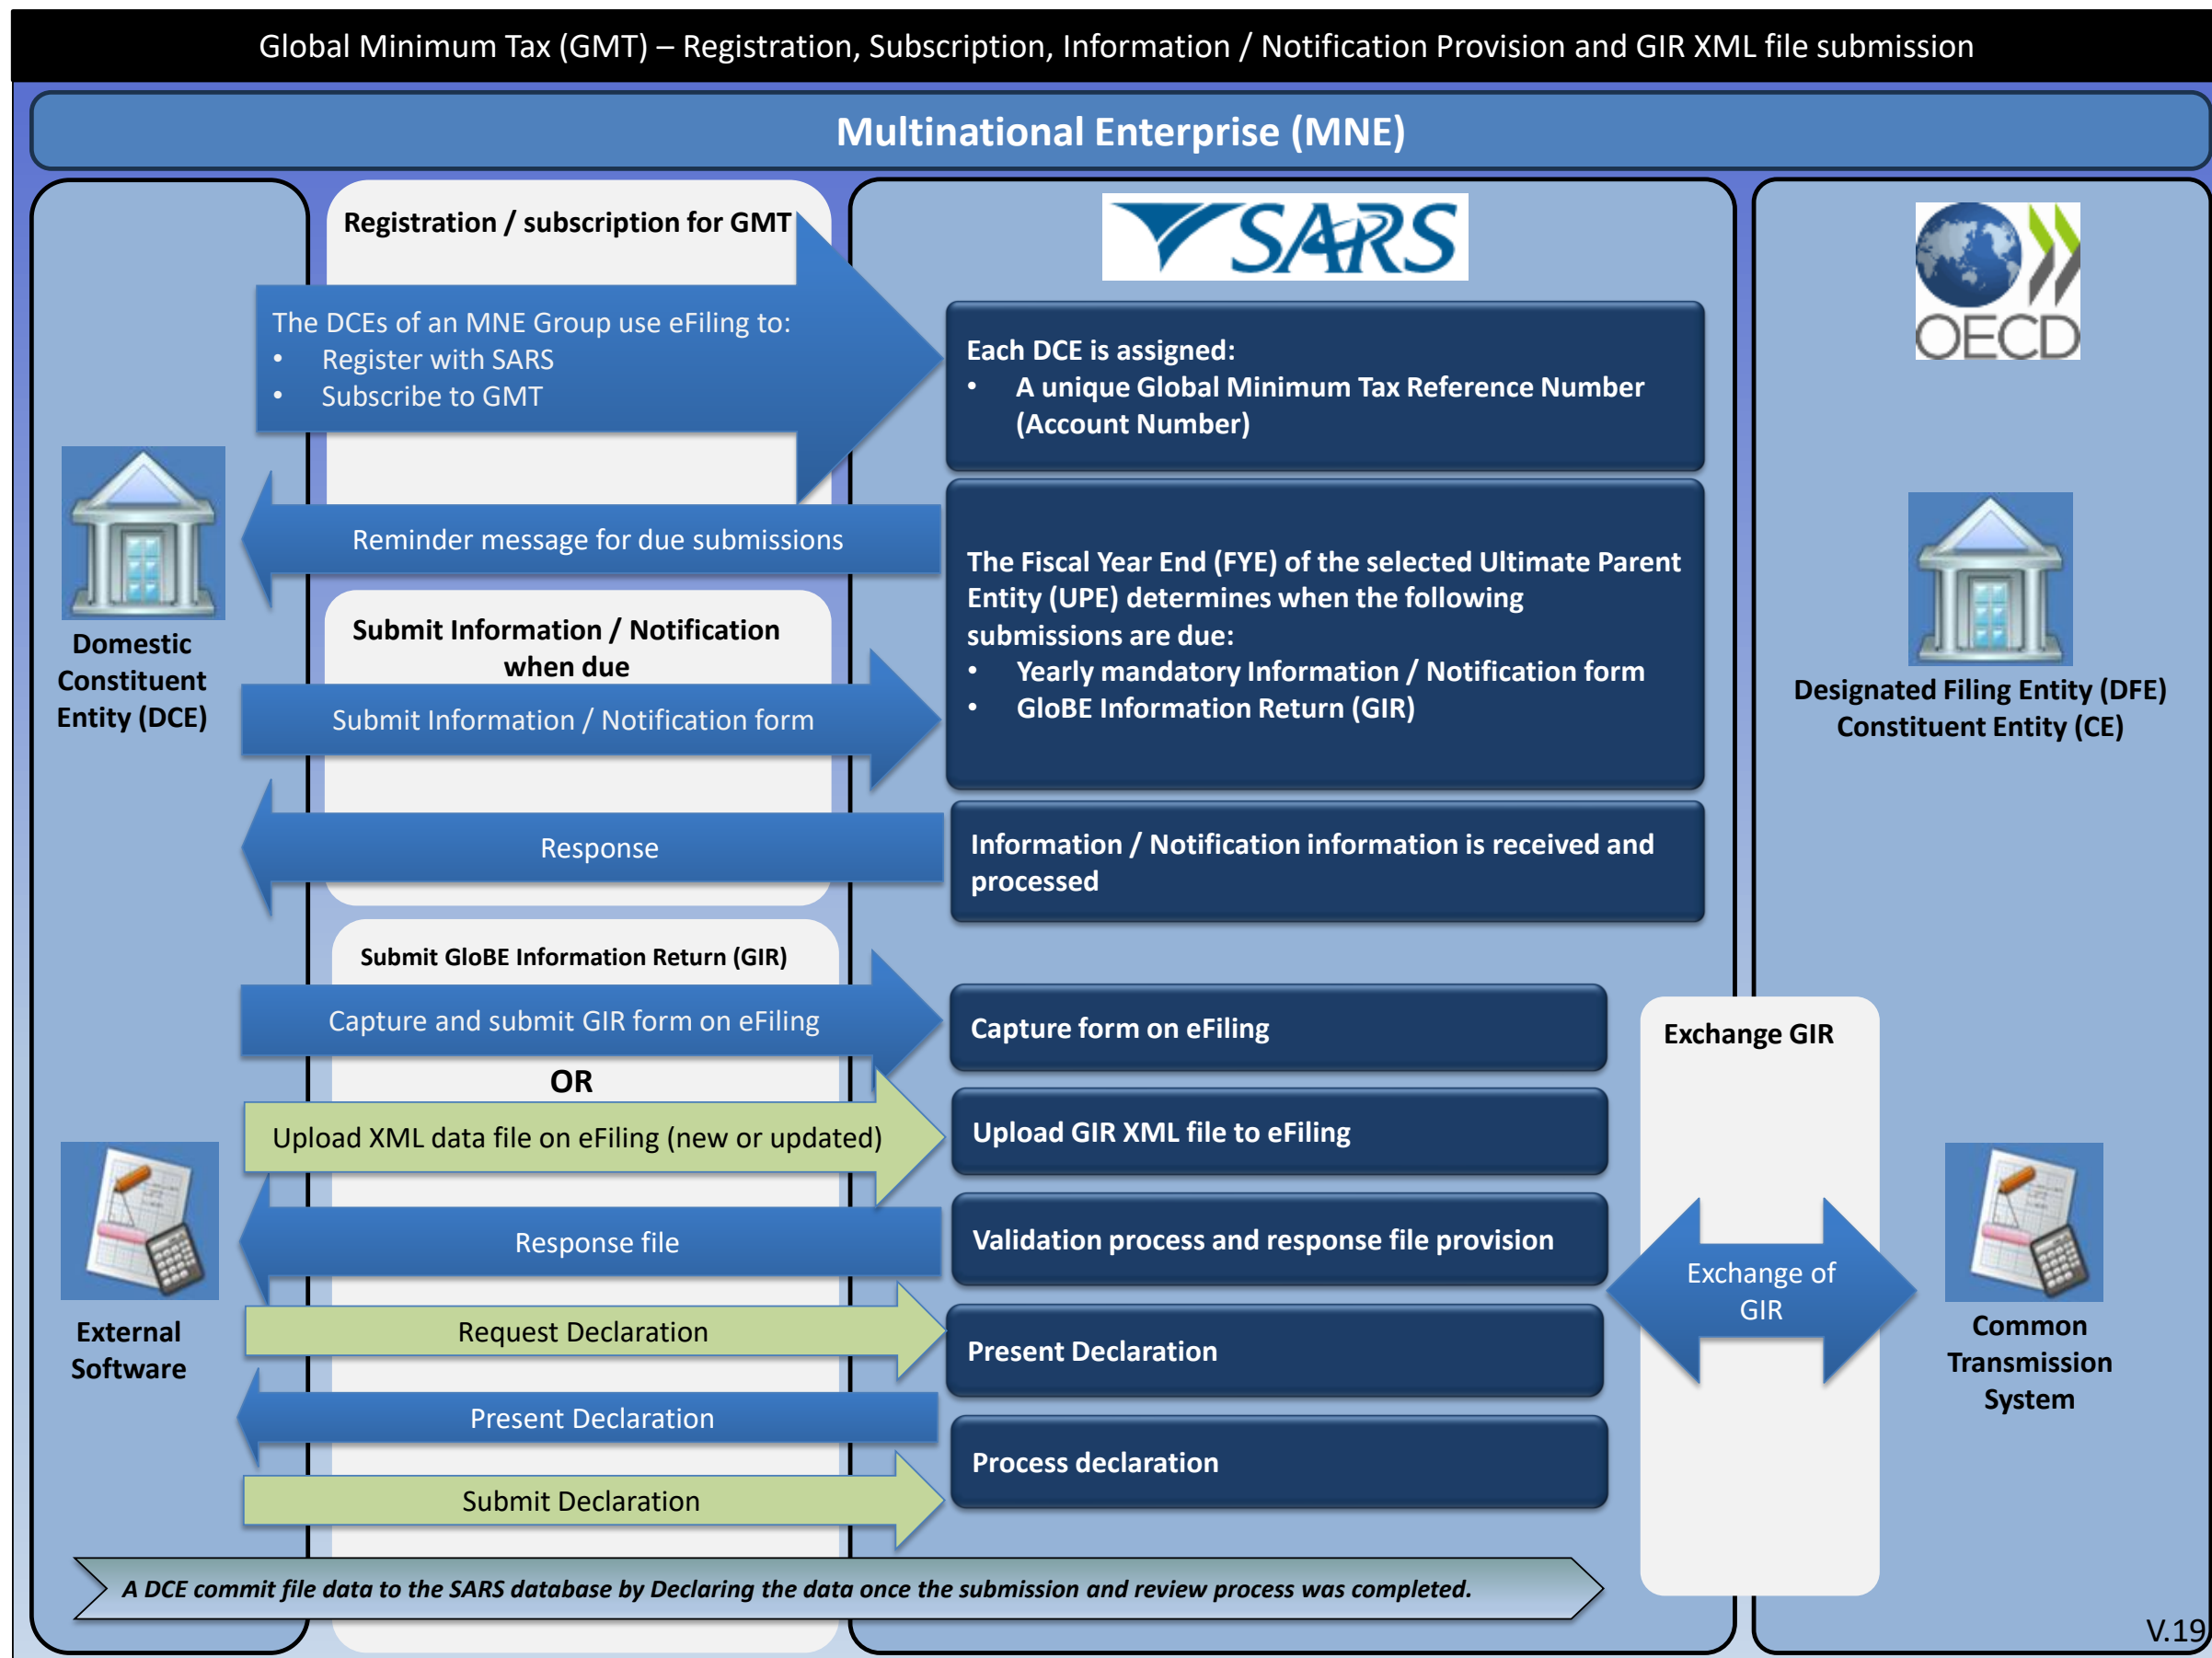 Global Minimum Tax (GMT) – Registration, Subscription, Information / Notification Provision and GIR XML file submission
Multinational Enterprise (MNE)
Registration / subscription for GMT
The DCEs of an MNE Group use eFiling to:
• Register with SARS
• Subscribe to GMT
SARS
Each DCE is assigned:
• A unique Global Minimum Tax Reference Number
(Account Number)
OECD
Domestic
Constituent
Entity (DCE)
Reminder message for due submissions
The Fiscal Year End (FYE) of the selected Ultimate Parent
Entity (UPE) determines when the following
submissions are due:
• Yearly mandatory Information / Notification form
• GloBE Information Return (GIR)
Designated Filing Entity (DFE)
Constituent Entity (CE)
Submit Information / Notification
when due
Submit Information / Notification form
Response
Information / Notification information is received and
processed
Submit GloBE Information Return (GIR)
Capture and submit GIR form on eFiling
Capture form on eFiling
Exchange GIR
OR
Upload XML data file on eFiling (new or updated)
Upload GIR XML file to eFiling
Response file
Validation process and response file provision
Exchange of
GIR
External
Software
Request Declaration
Present Declaration
Common
Transmission
System
Present Declaration
Process declaration
Submit Declaration
A DCE commit file data to the SARS database by Declaring the data once the submission and review process was completed.
V.19